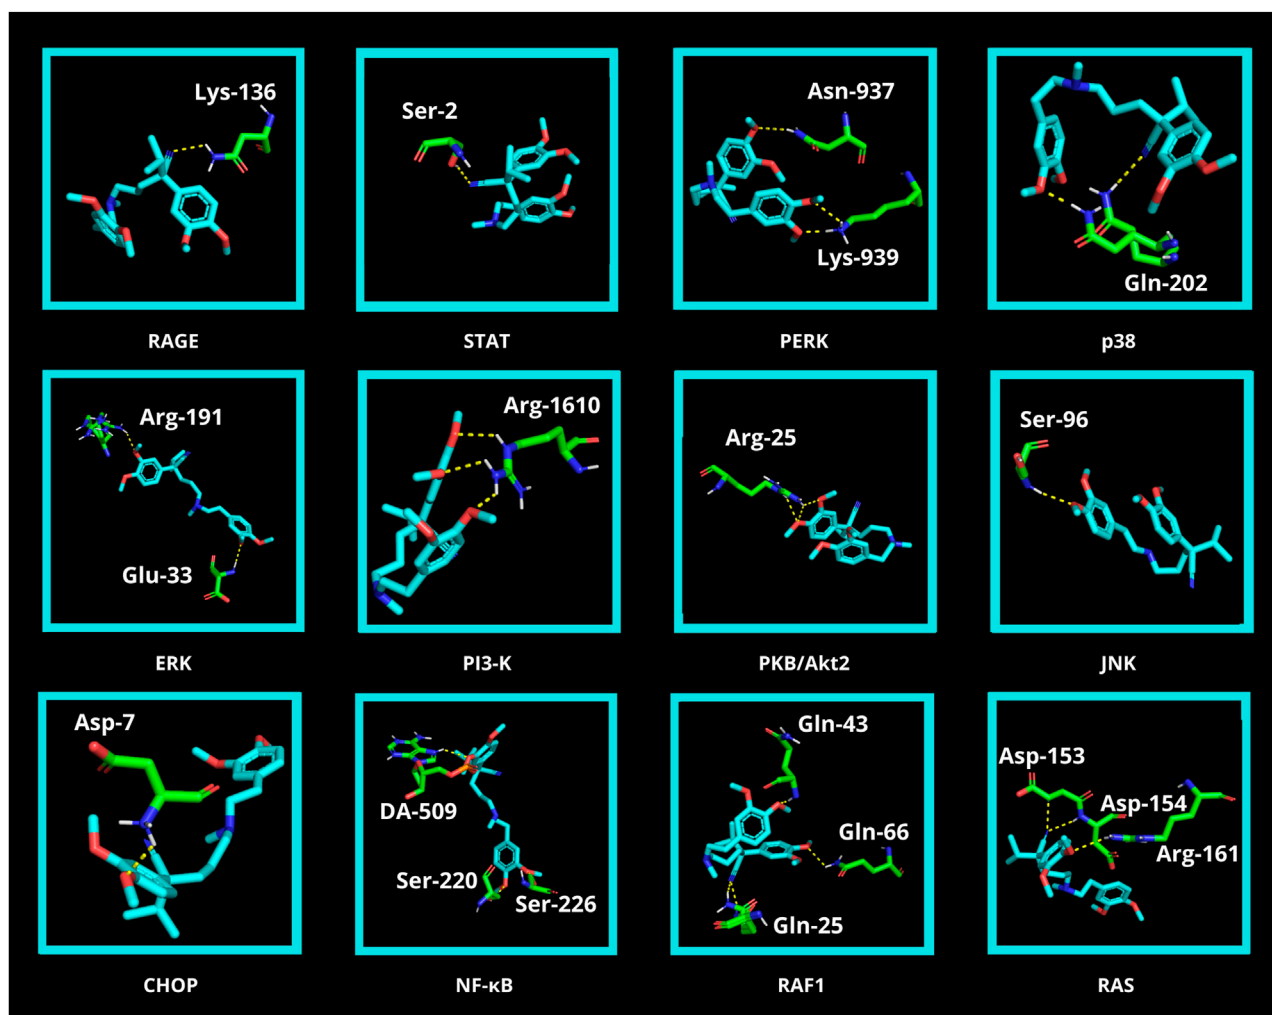 Lys-136
RAGE
Ser-2
STAT
Asn-937
Lys-939
PERK
Gln-202
p38
Arg-191
Glu-33
ERK
Arg-1610
PI3-K
Arg-25
PKB/Akt2
Ser-96
JNK
Asp-7
CHOP
DA-509
Ser-220
Ser-226
NF-κB
Gln-43
Gln-66
Gln-25
RAF1
Asp-153
Asp-154
Arg-161
RAS